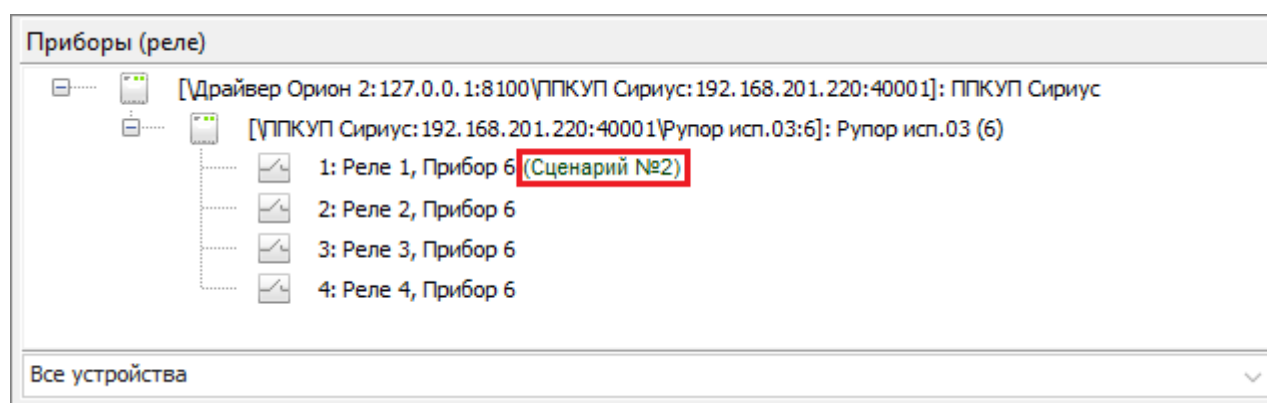 Приборы (реле)
[\Драйвер Орион 2:127.0.0.1:8100\ППКУП Сириус:192.168.201.220:40001]: ППКУП Сириус
[\ППКУП Сириус:192.168.201.220:40001\Рупор исп.03:6]: Рупор исп.03 (6)
1: Реле 1, Прибор 6 (Сценарий №2)
2: Реле 2, Прибор 6
3: Реле 3, Прибор 6
4: Реле 4, Прибор 6
Все устройства